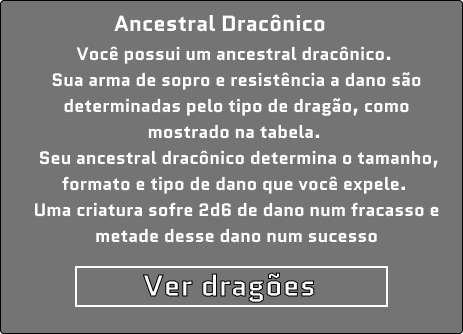 Ancestral Dracônico
Você possui um ancestral dracônico.
Sua arma de sopro e resistência a dano são
determinadas pelo tipo de dragão, como
mostrado na tabela.
Seu ancestral dracônico determina o tamanho,
formato e tipo de dano que você expele.
Uma criatura sofre 2d6 de dano num fracasso e
metade desse dano num sucesso
Ver dragões